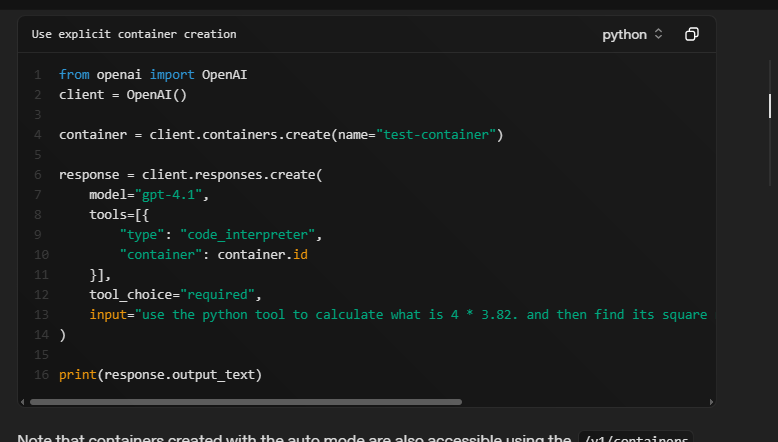 Use explicit container creation
python
1 from openai import OpenAI
2 client = OpenAI()
3
4 container = client.containers.create(name="test-container")
5
6 response = client.responses.create(
7     model="gpt-4.1",
8     tools=[{
9         "type": "code_interpreter",
10         "container": container.id
11     }],
12     tool_choice="required",
13     input="use the python tool to calculate what is 4 * 3.82. and then find its square
14 )
15
16 print(response.output_text)
Note that containers created with the auto mode are also accessible using the /v1/containers